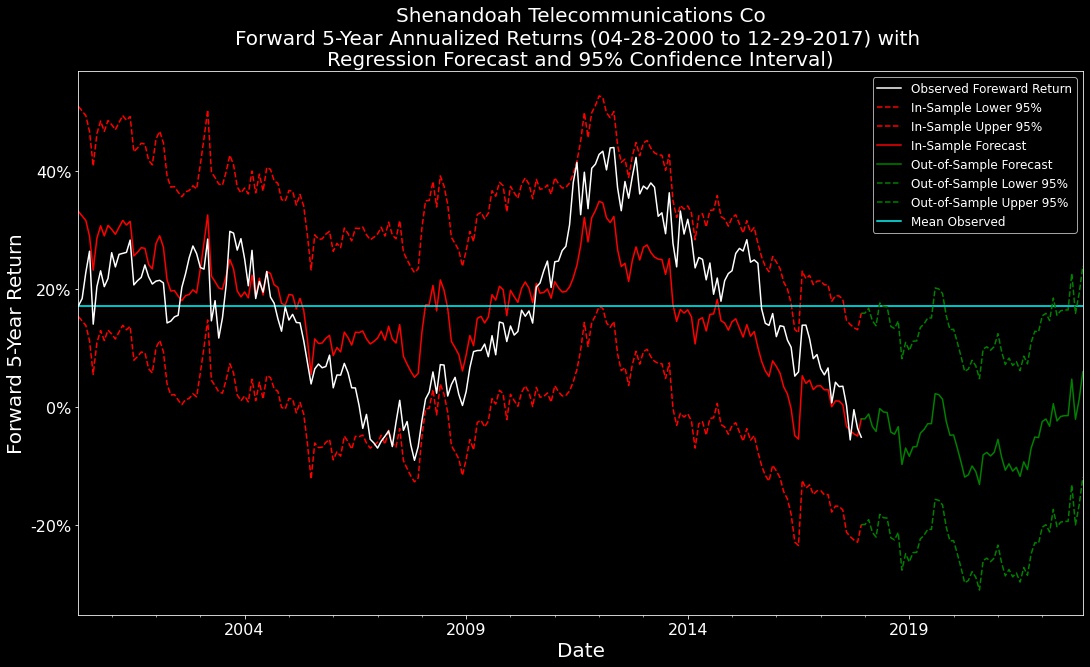 Shenandoah Telecommunications Co
Forward 5-Year Annualized Returns (04-28-2000 to 12-29-2017) with
Regression Forecast and 95% Confidence Interval)
Observed Foreward Return
In-Sample Lower 95%
In-Sample Upper 95%
In-Sample Forecast
Out-of-Sample Forecast
Out-of-Sample Lower 95%
Out-of-Sample Upper 95%
Mean Observed
Forward 5-Year Return
40%
20%
0%
-20%
2004
2009
2014
2019
Date